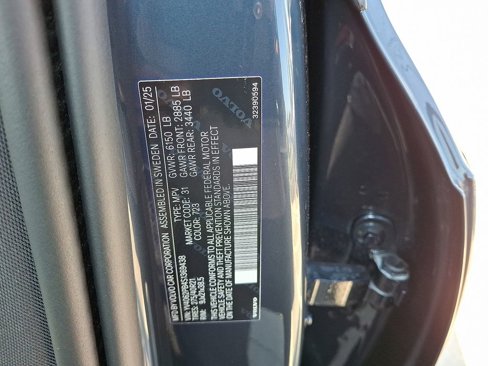 MFD BY VOLVO CAR CORPORATION ASSEMBLED IN SWEDEN DATE: 01/25
GVWR: 6150 LB
GAWR FRONT: 2885 LB
GAWR REAR: 3440 LB
TYPE: MPV
MARKET CODE: 31
COLOR: 723
THIS VEHICLE CONFORMS TO ALL APPLICABLE FEDERAL MOTOR
VEHICLE SAFETY AND THEFT PREVENTION STANDARDS IN EFFECT
ON THE DATE OF MANUFACTURE SHOWN ABOVE.
VOLVO
32390594
VOLVO